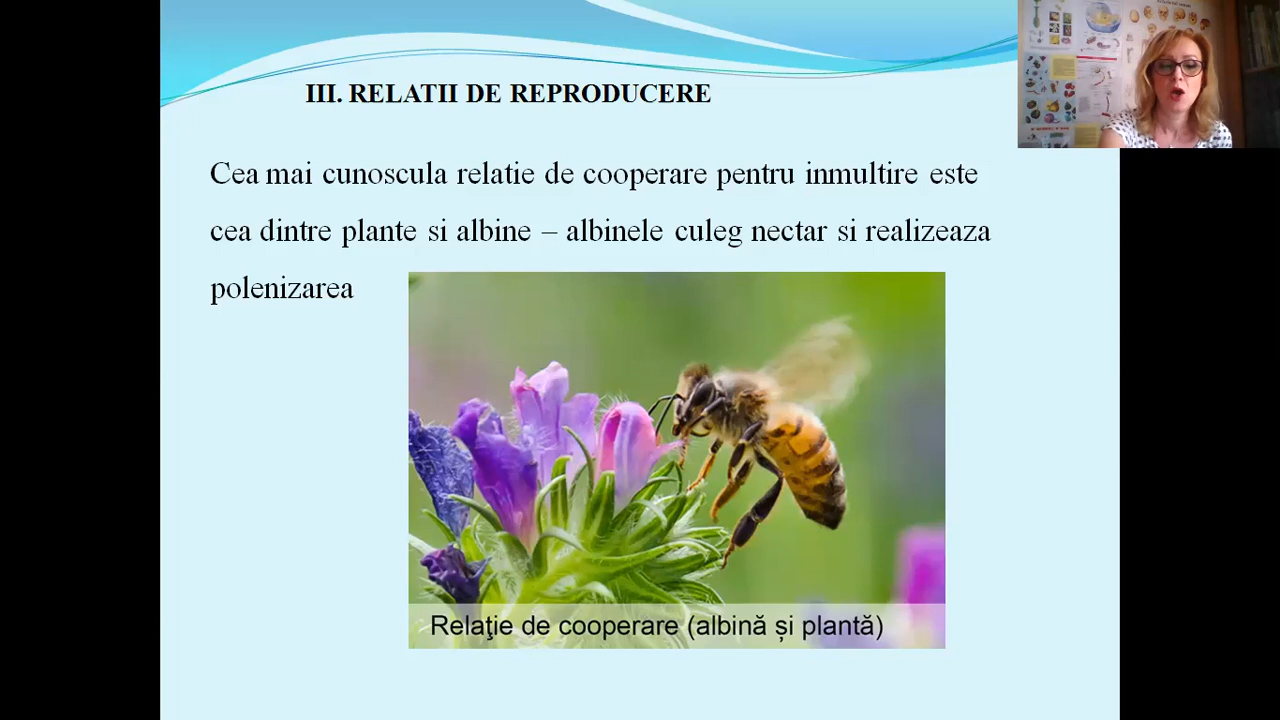 III. RELATII DE REPRODUCERE
Cea mai cunoscula relatie de cooperare pentru inmultire este
cea dintre plante si albine – albinele culeg nectar si realizeaza
polenizarea
Relaţie de cooperare (albină și plantă)